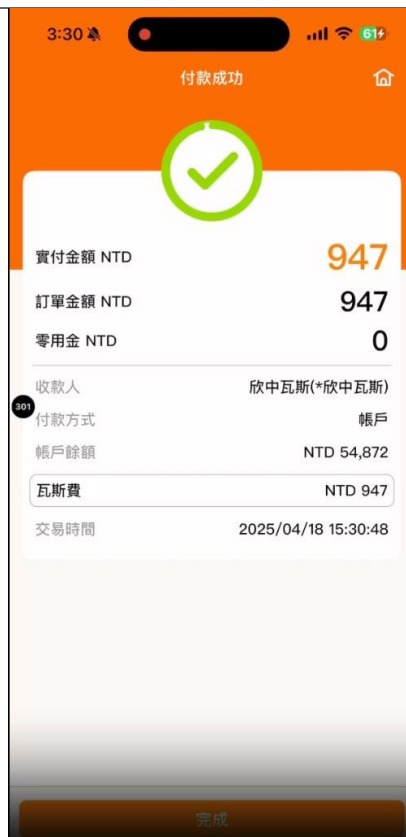 3:30 61
付款成功
實付金額 NTD 947
訂單金額 NTD 947
零用金 NTD 0
收款人 欣中瓦斯(*欣中瓦斯)
301
付款方式 帳戶
帳戶餘額 NTD 54,872
瓦斯費 NTD 947
交易時間 2025/04/18 15:30:48
完成